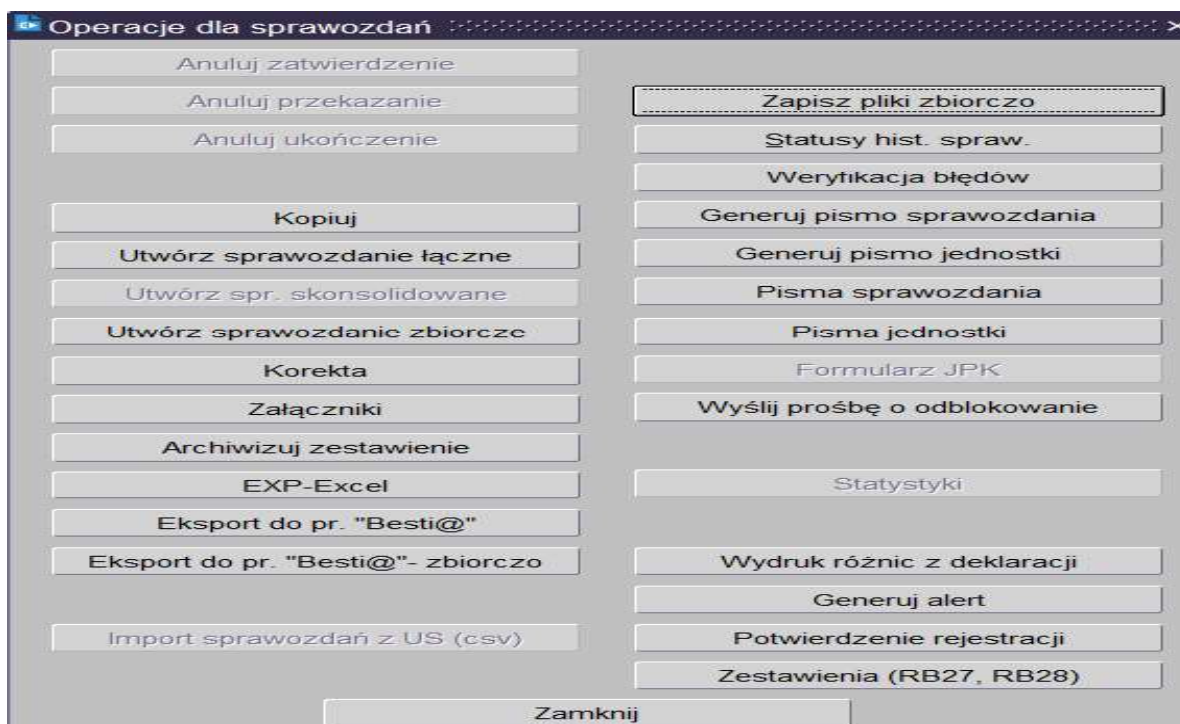 Operacje dla sprawozdań
Anuluj zatwierdzenie
Anuluj przekazanie
Anuluj ukończenie
Kopiuj
Utwórz sprawozdanie łączne
Utwórz spr. skonsolidowane
Utwórz sprawozdanie zbiorcze
Korekta
Załączniki
Archiwizuj zestawienie
EXP-Excel
Eksport do pr. "Besti@"
Eksport do pr. "Besti@"- zbiorczo
Import sprawozdań z US (csv)
Zapisz pliki zbiorczo
Statusy hist. spraw.
Weryfikacja błędów
Generuj pismo sprawozdania
Generuj pismo jednostki
Pisma sprawozdania
Pisma jednostki
Formularz JPK
Wyślij prośbę o odblokowanie
Statystyki
Wydruk różnic z deklaracji
Generuj alert
Potwierdzenie rejestracji
Zestawienia (RB27, RB28)
Zamknij